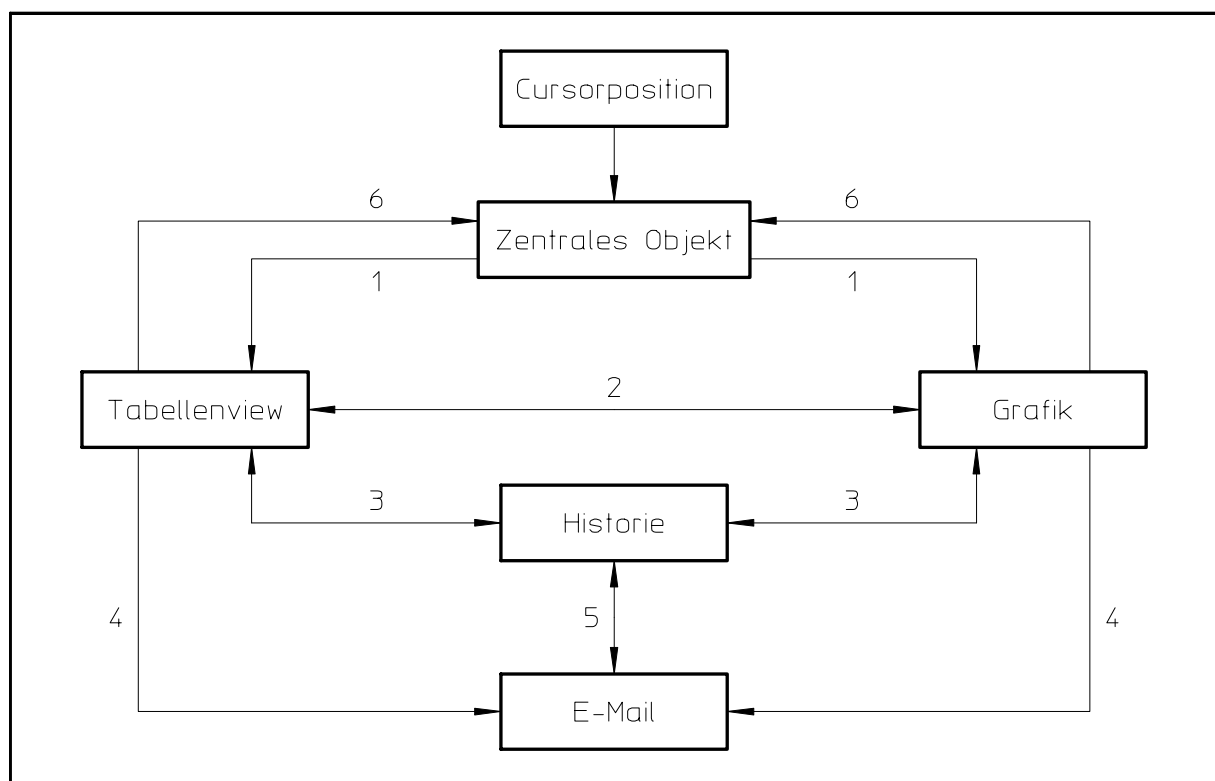 Cursorposition
6
6
Zentrales Objekt
1
1
Tabellenview
2
Grafik
3
Historie
3
4
5
4
E-Mail